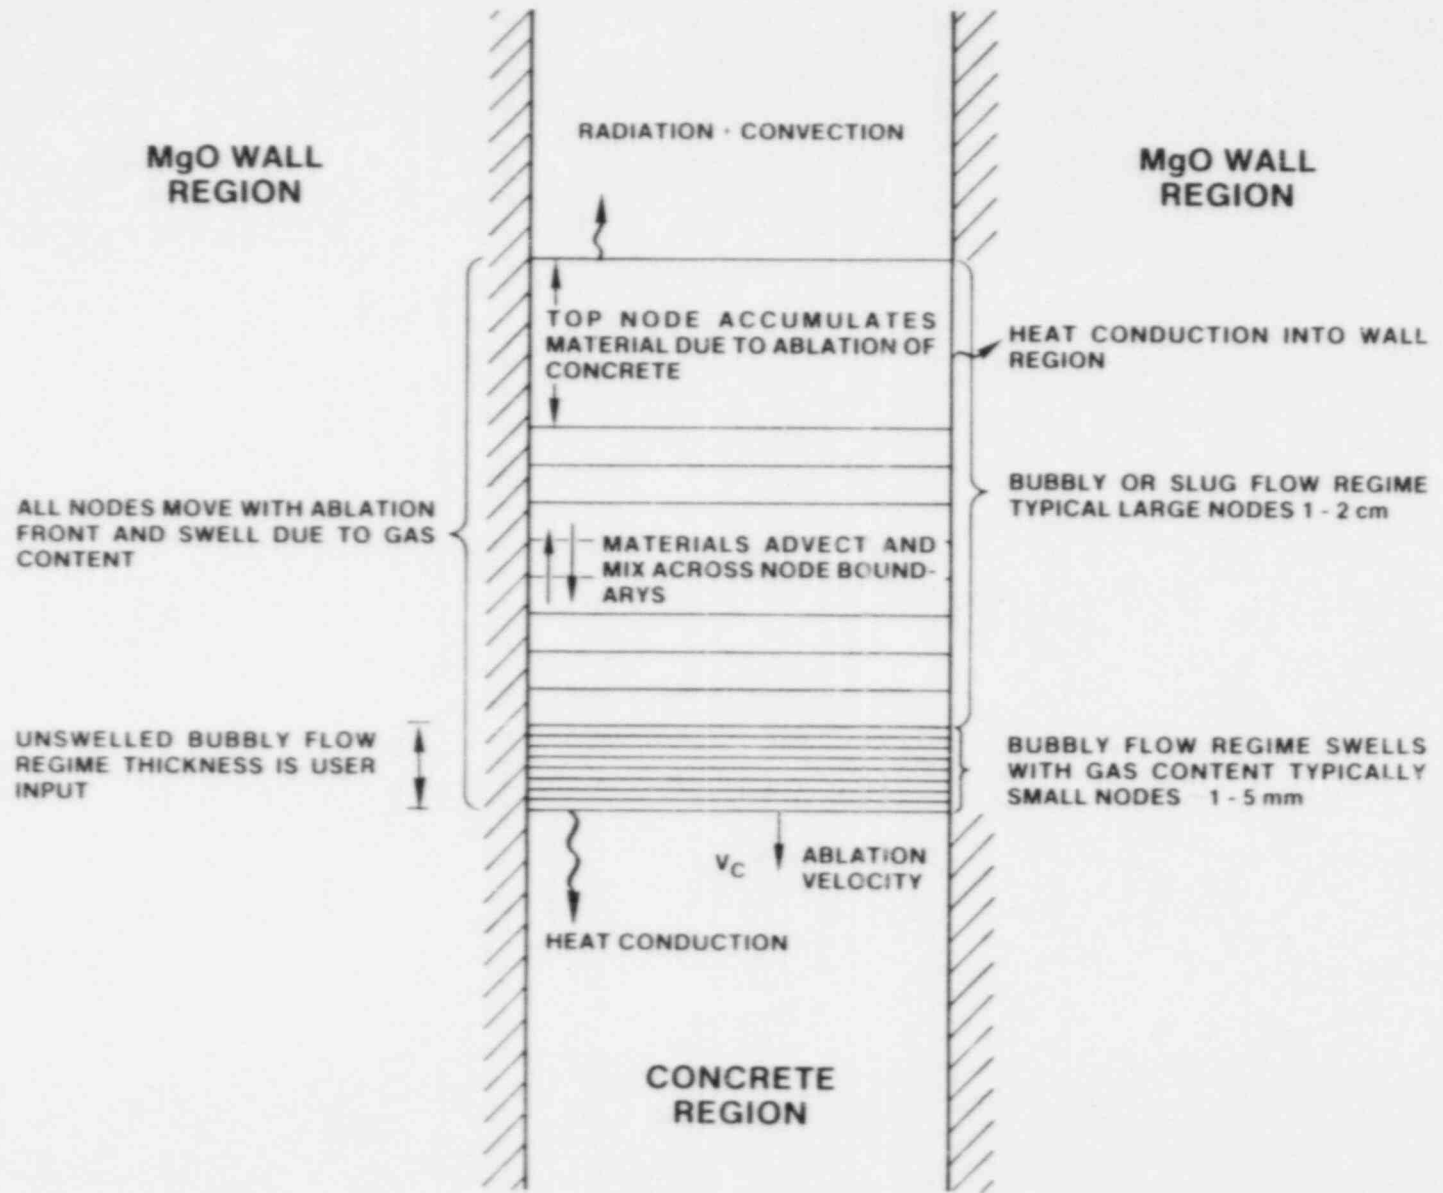 RADIATION · CONVECTION
MgO WALL
REGION
MgO WALL
REGION
TOP NODE ACCUMULATES
MATERIAL DUE TO ABLATION OF
CONCRETE
HEAT CONDUCTION INTO WALL
REGION
ALL NODES MOVE WITH ABLATION
FRONT AND SWELL DUE TO GAS
CONTENT
BUBBLY OR SLUG FLOW REGIME
TYPICAL LARGE NODES 1 - 2 cm
MATERIALS ADVECT AND
MIX ACROSS NODE BOUND-
ARYS
UNSWELLED BUBBLY FLOW
REGIME THICKNESS IS USER
INPUT
BUBBLY FLOW REGIME SWELLS
WITH GAS CONTENT TYPICALLY
SMALL NODES 1 - 5 mm
VC ABLATION
VELOCITY
HEAT CONDUCTION
CONCRETE
REGION